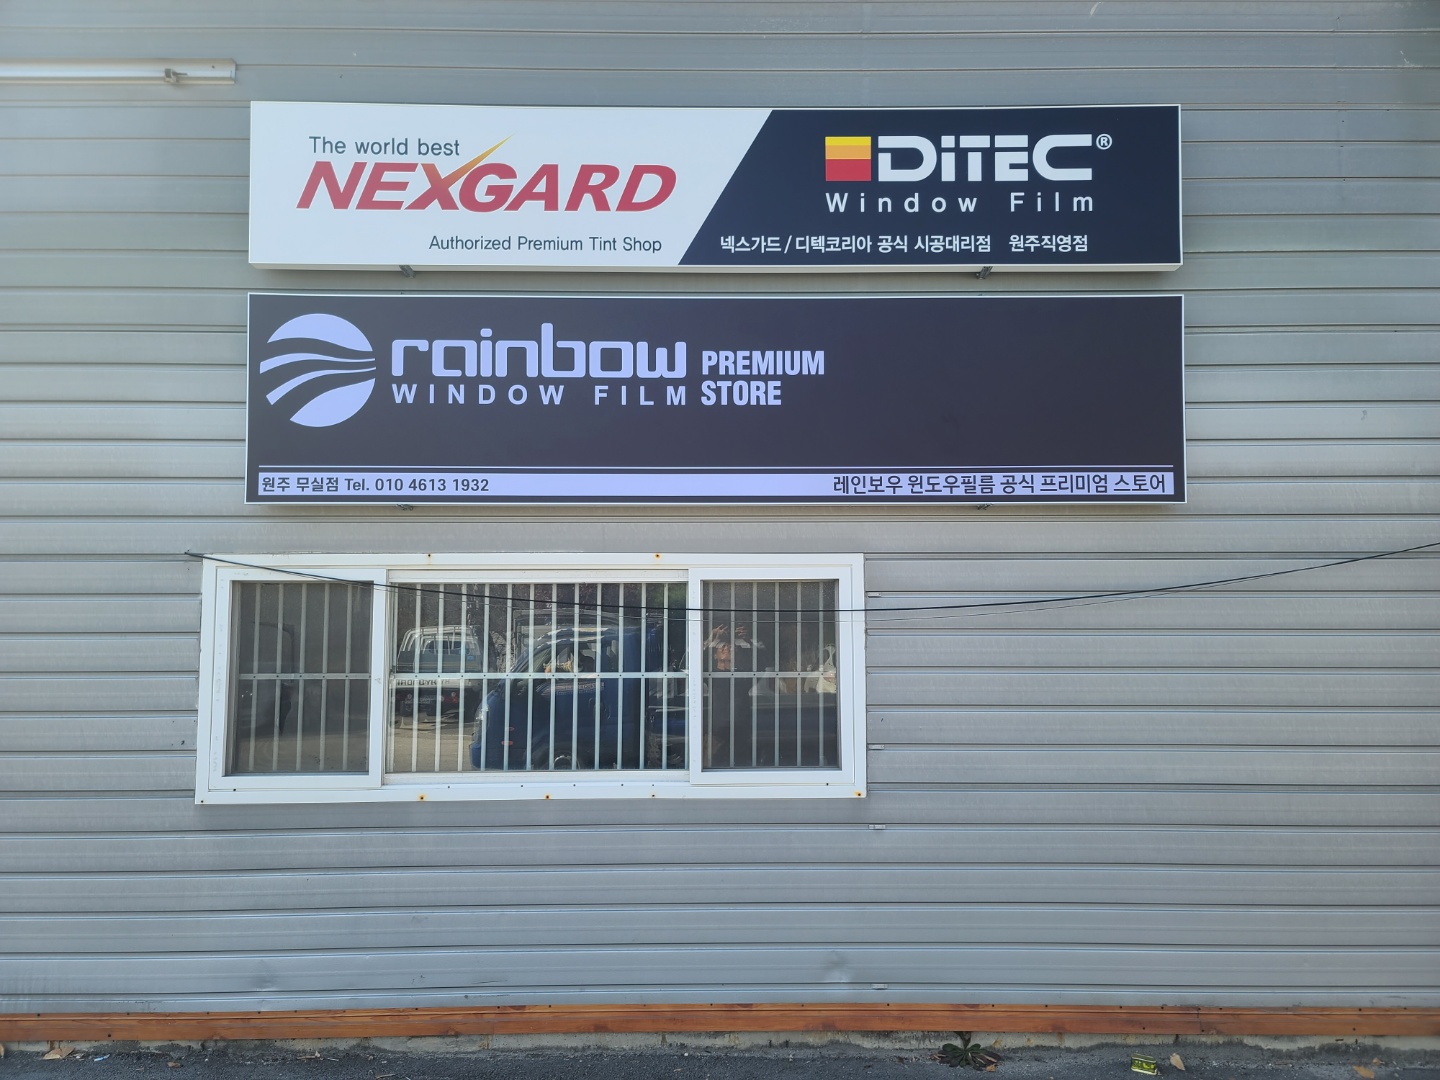 The world best
NEXGARD
Authorized Premium Tint Shop
DiTEC®
Window Film
넥스가드 / 디텍코리아 공식 시공대리점 원주직영점
rainbow PREMIUM
WINDOW FILM STORE
원주 무실점 Tel. 010 4613 1932
레인보우 윈도우필름 공식 프리미엄 스토어